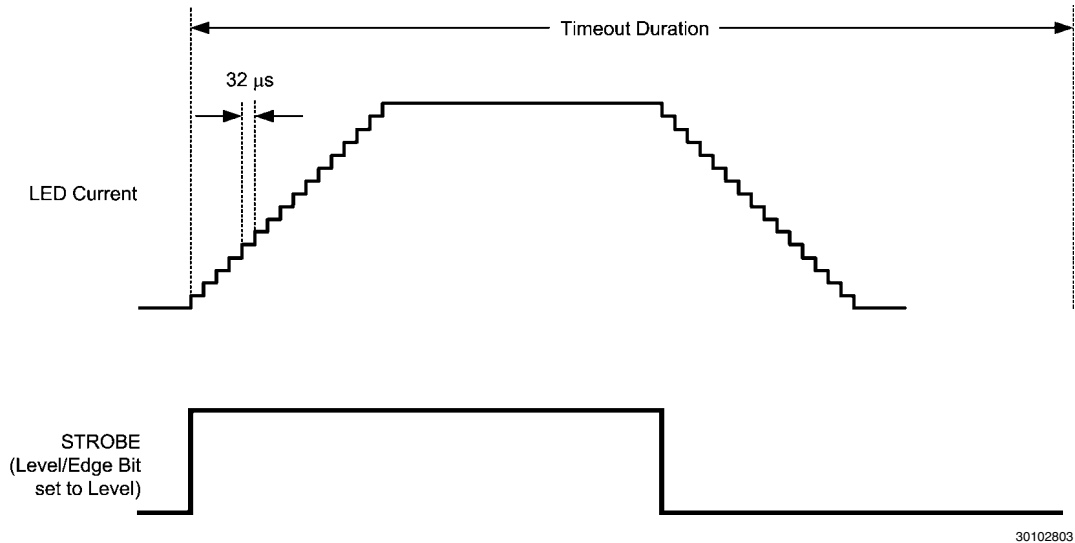 Timeout Duration
32 μs
LED Current
STROBE
(Level/Edge Bit
set to Level)
30102803